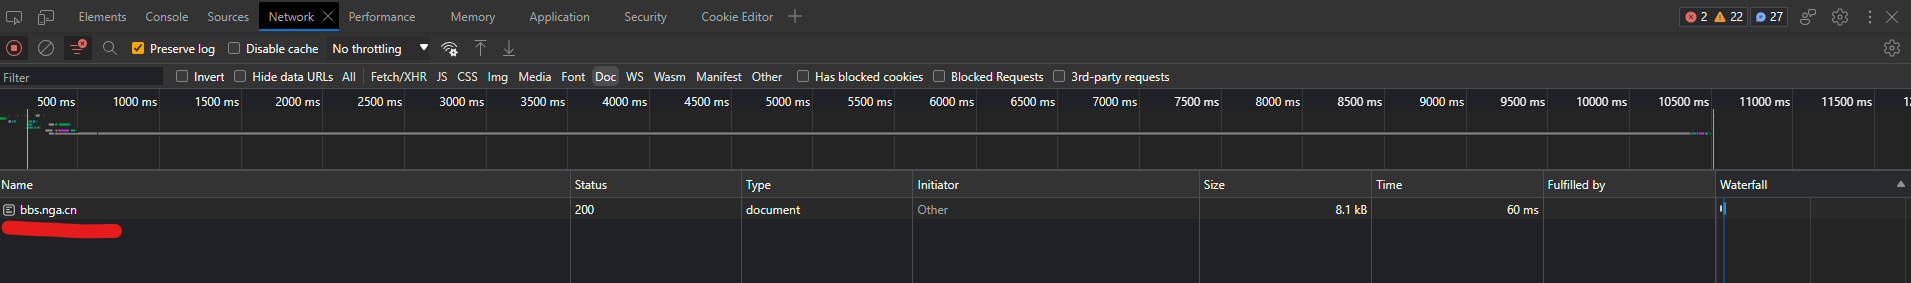 Elements Console Sources Network Performance Memory Application Security Cookie Editor 2 22 27
Preserve log Disable cache No throttling
Filter Invert Hide data URLs All Fetch/XHR JS CSS Img Media Font Doc WS Wasm Manifest Other Has blocked cookies Blocked Requests 3rd-party requests
500 ms 1000 ms 1500 ms 2000 ms 2500 ms 3000 ms 3500 ms 4000 ms 4500 ms 5000 ms 5500 ms 6000 ms 6500 ms 7000 ms 7500 ms 8000 ms 8500 ms 9000 ms 9500 ms 10000 ms 10500 ms 11000 ms 11500 ms
Name Status Type Initiator Size Time Fulfilled by Waterfall
bbs.nga.cn 200 document Other 8.1 kB 60 ms